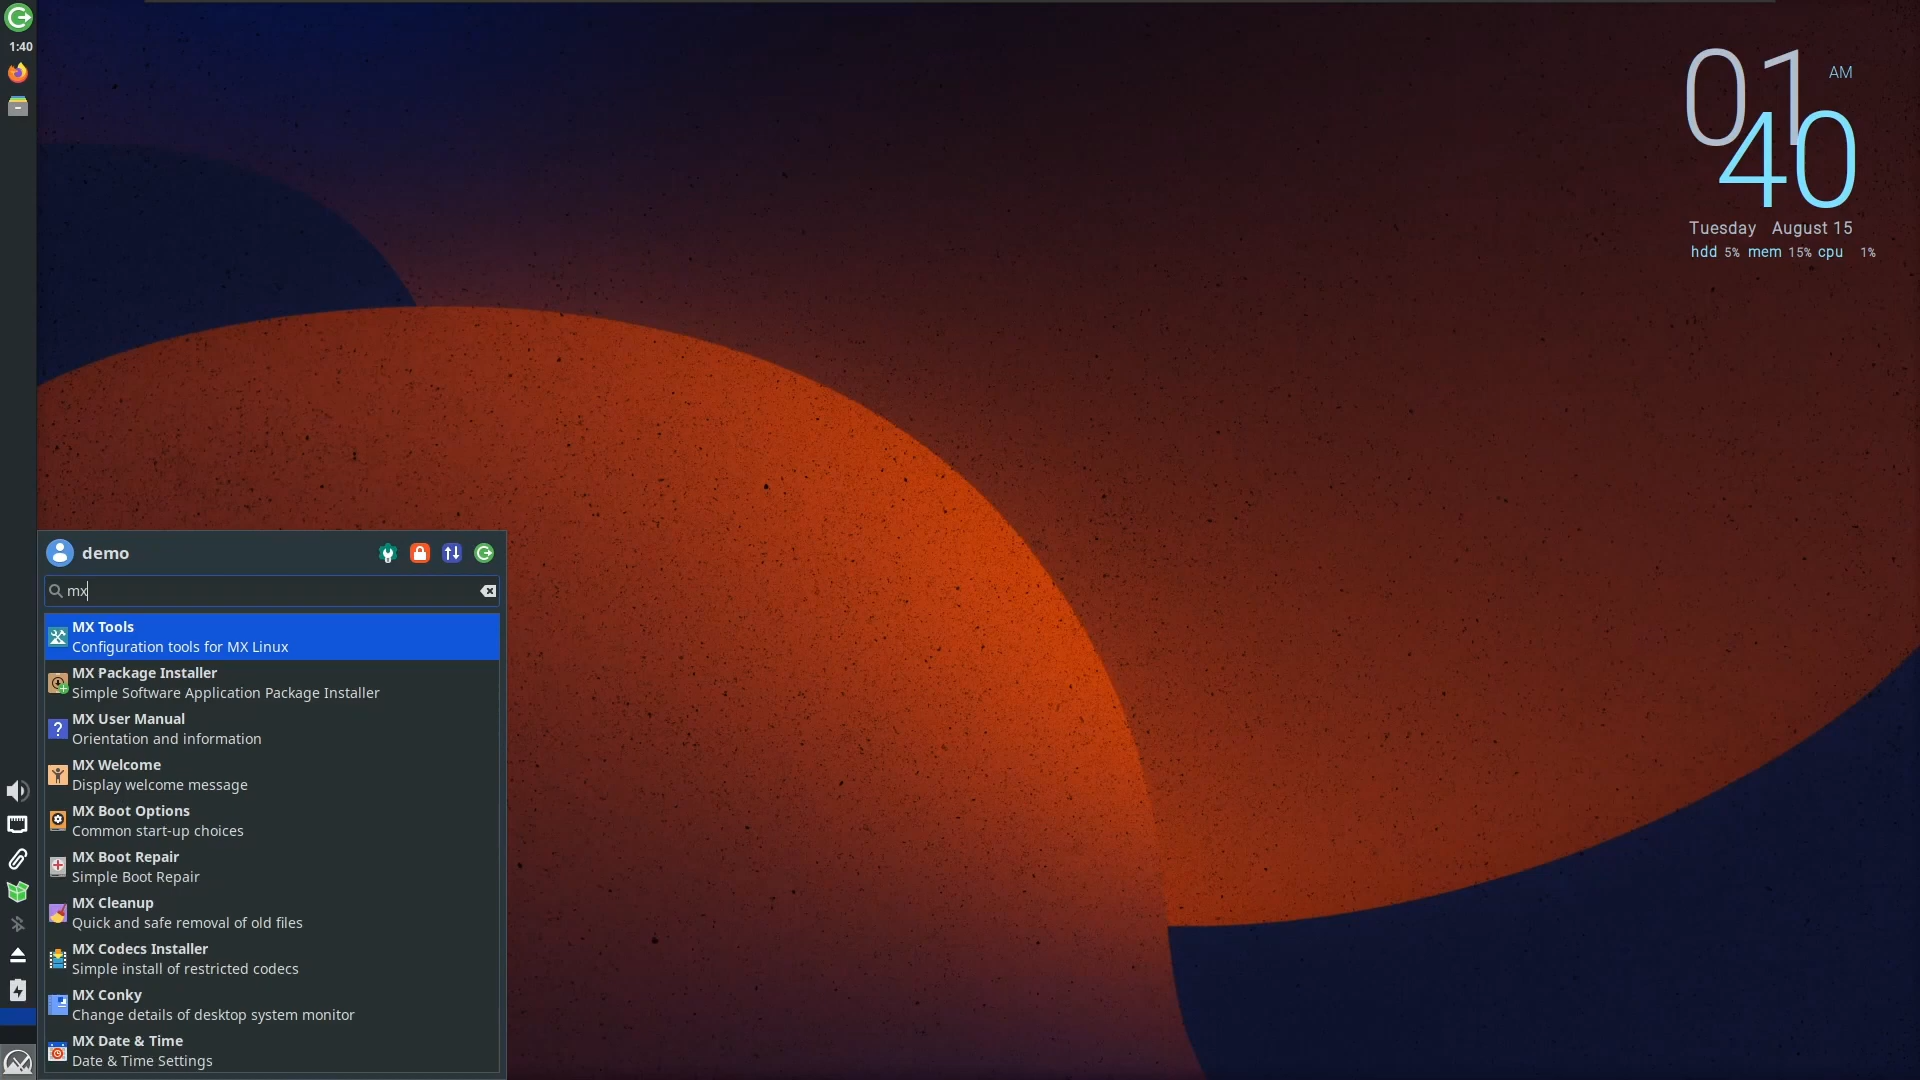 1:40
01 AM
40
Tuesday August 15
hdd 5% mem 15% cpu 1%
demo
mx
MX Tools
Configuration tools for MX Linux
MX Package Installer
Simple Software Application Package Installer
MX User Manual
Orientation and information
MX Welcome
Display welcome message
MX Boot Options
Common start-up choices
MX Boot Repair
Simple Boot Repair
MX Cleanup
Quick and safe removal of old files
MX Codecs Installer
Simple install of restricted codecs
MX Conky
Change details of desktop system monitor
MX Date & Time
Date & Time Settings